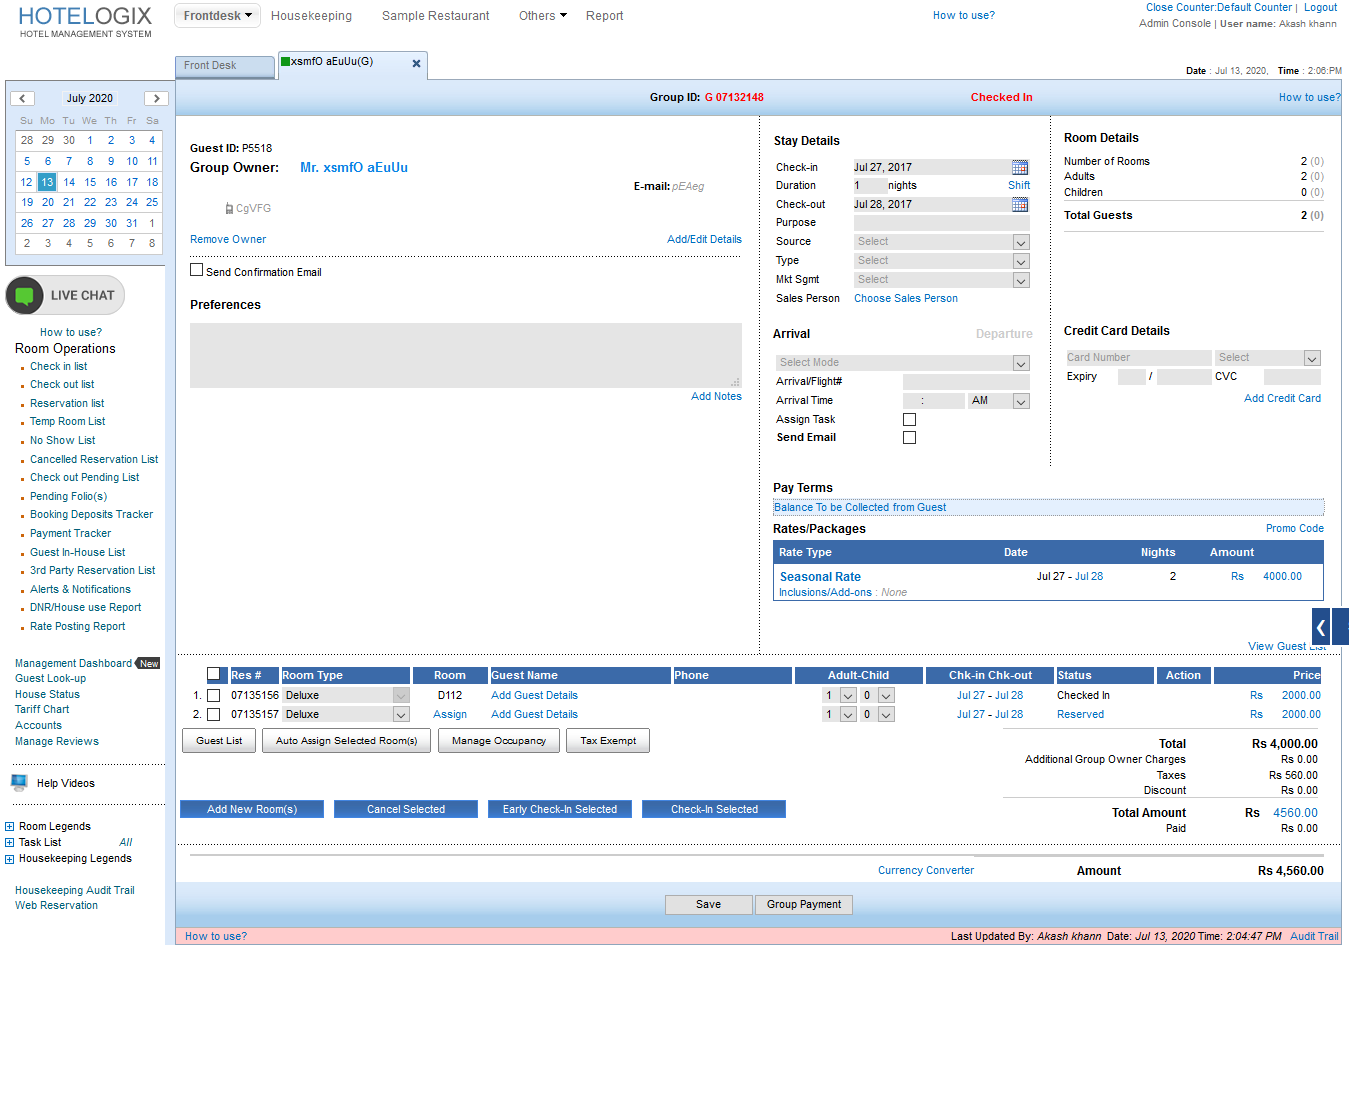 HOTELOGIX
HOTEL MANAGEMENT SYSTEM
Frontdesk Housekeeping Sample Restaurant Others Report
How to use?
Close Counter:Default Counter | Logout
Admin Console | User name: Akash khann
Front Desk
xsmfO aEuUu(G)
Date : Jul 13, 2020, Time : 2:06:PM
Group ID: G 07132148 Checked In How to use?
July 2020
Su Mo Tu We Th Fr Sa
28 29 30 1 2 3 4
5 6 7 8 9 10 11
12 13 14 15 16 17 18
19 20 21 22 23 24 25
26 27 28 29 30 31 1
2 3 4 5 6 7 8
LIVE CHAT
How to use?
Room Operations
Check in list
Check out list
Reservation list
Temp Room List
No Show List
Cancelled Reservation List
Check out Pending List
Pending Folio(s)
Booking Deposits Tracker
Payment Tracker
Guest In-House List
3rd Party Reservation List
Alerts & Notifications
DNR/House use Report
Rate Posting Report
Management Dashboard New
Guest Look-up
House Status
Tariff Chart
Accounts
Manage Reviews
Help Videos
Room Legends
Task List All
Housekeeping Legends
Housekeeping Audit Trail
Web Reservation
Guest ID: P5518
Group Owner: Mr. xsmfO aEuUu
E-mail: pEAeg
CgVFG
Remove Owner Add/Edit Details
Send Confirmation Email
Preferences
Add Notes
Stay Details
Check-in Jul 27, 2017
Duration 1 nights Shift
Check-out Jul 28, 2017
Purpose
Source Select
Type Select
Mkt Sgmt Select
Sales Person Choose Sales Person
Arrival Departure
Select Mode
Arrival/Flight#
Arrival Time : AM
Assign Task
Send Email
Room Details
Number of Rooms 2 (0)
Adults 2 (0)
Children 0 (0)
Total Guests 2 (0)
Credit Card Details
Card Number Select
Expiry / CVC
Add Credit Card
Pay Terms
Balance To be Collected from Guest
Rates/Packages Promo Code
Rate Type Date Nights Amount
Seasonal Rate Jul 27 - Jul 28 2 Rs 4000.00
Inclusions/Add-ons : None
View Guest List
Res # Room Type Room Guest Name Phone Adult-Child Chk-in Chk-out Status Action Price
1. 07135156 Deluxe D112 Add Guest Details 1 0 Jul 27 - Jul 28 Checked In Rs 2000.00
2. 07135157 Deluxe Assign Add Guest Details 1 0 Jul 27 - Jul 28 Reserved Rs 2000.00
Guest List Auto Assign Selected Room(s) Manage Occupancy Tax Exempt
Total Rs 4,000.00
Additional Group Owner Charges Rs 0.00
Taxes Rs 560.00
Discount Rs 0.00
Add New Room(s) Cancel Selected Early Check-In Selected Check-In Selected
Total Amount Rs 4560.00
Paid Rs 0.00
Currency Converter Amount Rs 4,560.00
Save Group Payment
How to use? Last Updated By: Akash khann Date: Jul 13, 2020 Time: 2:04:47 PM Audit Trail